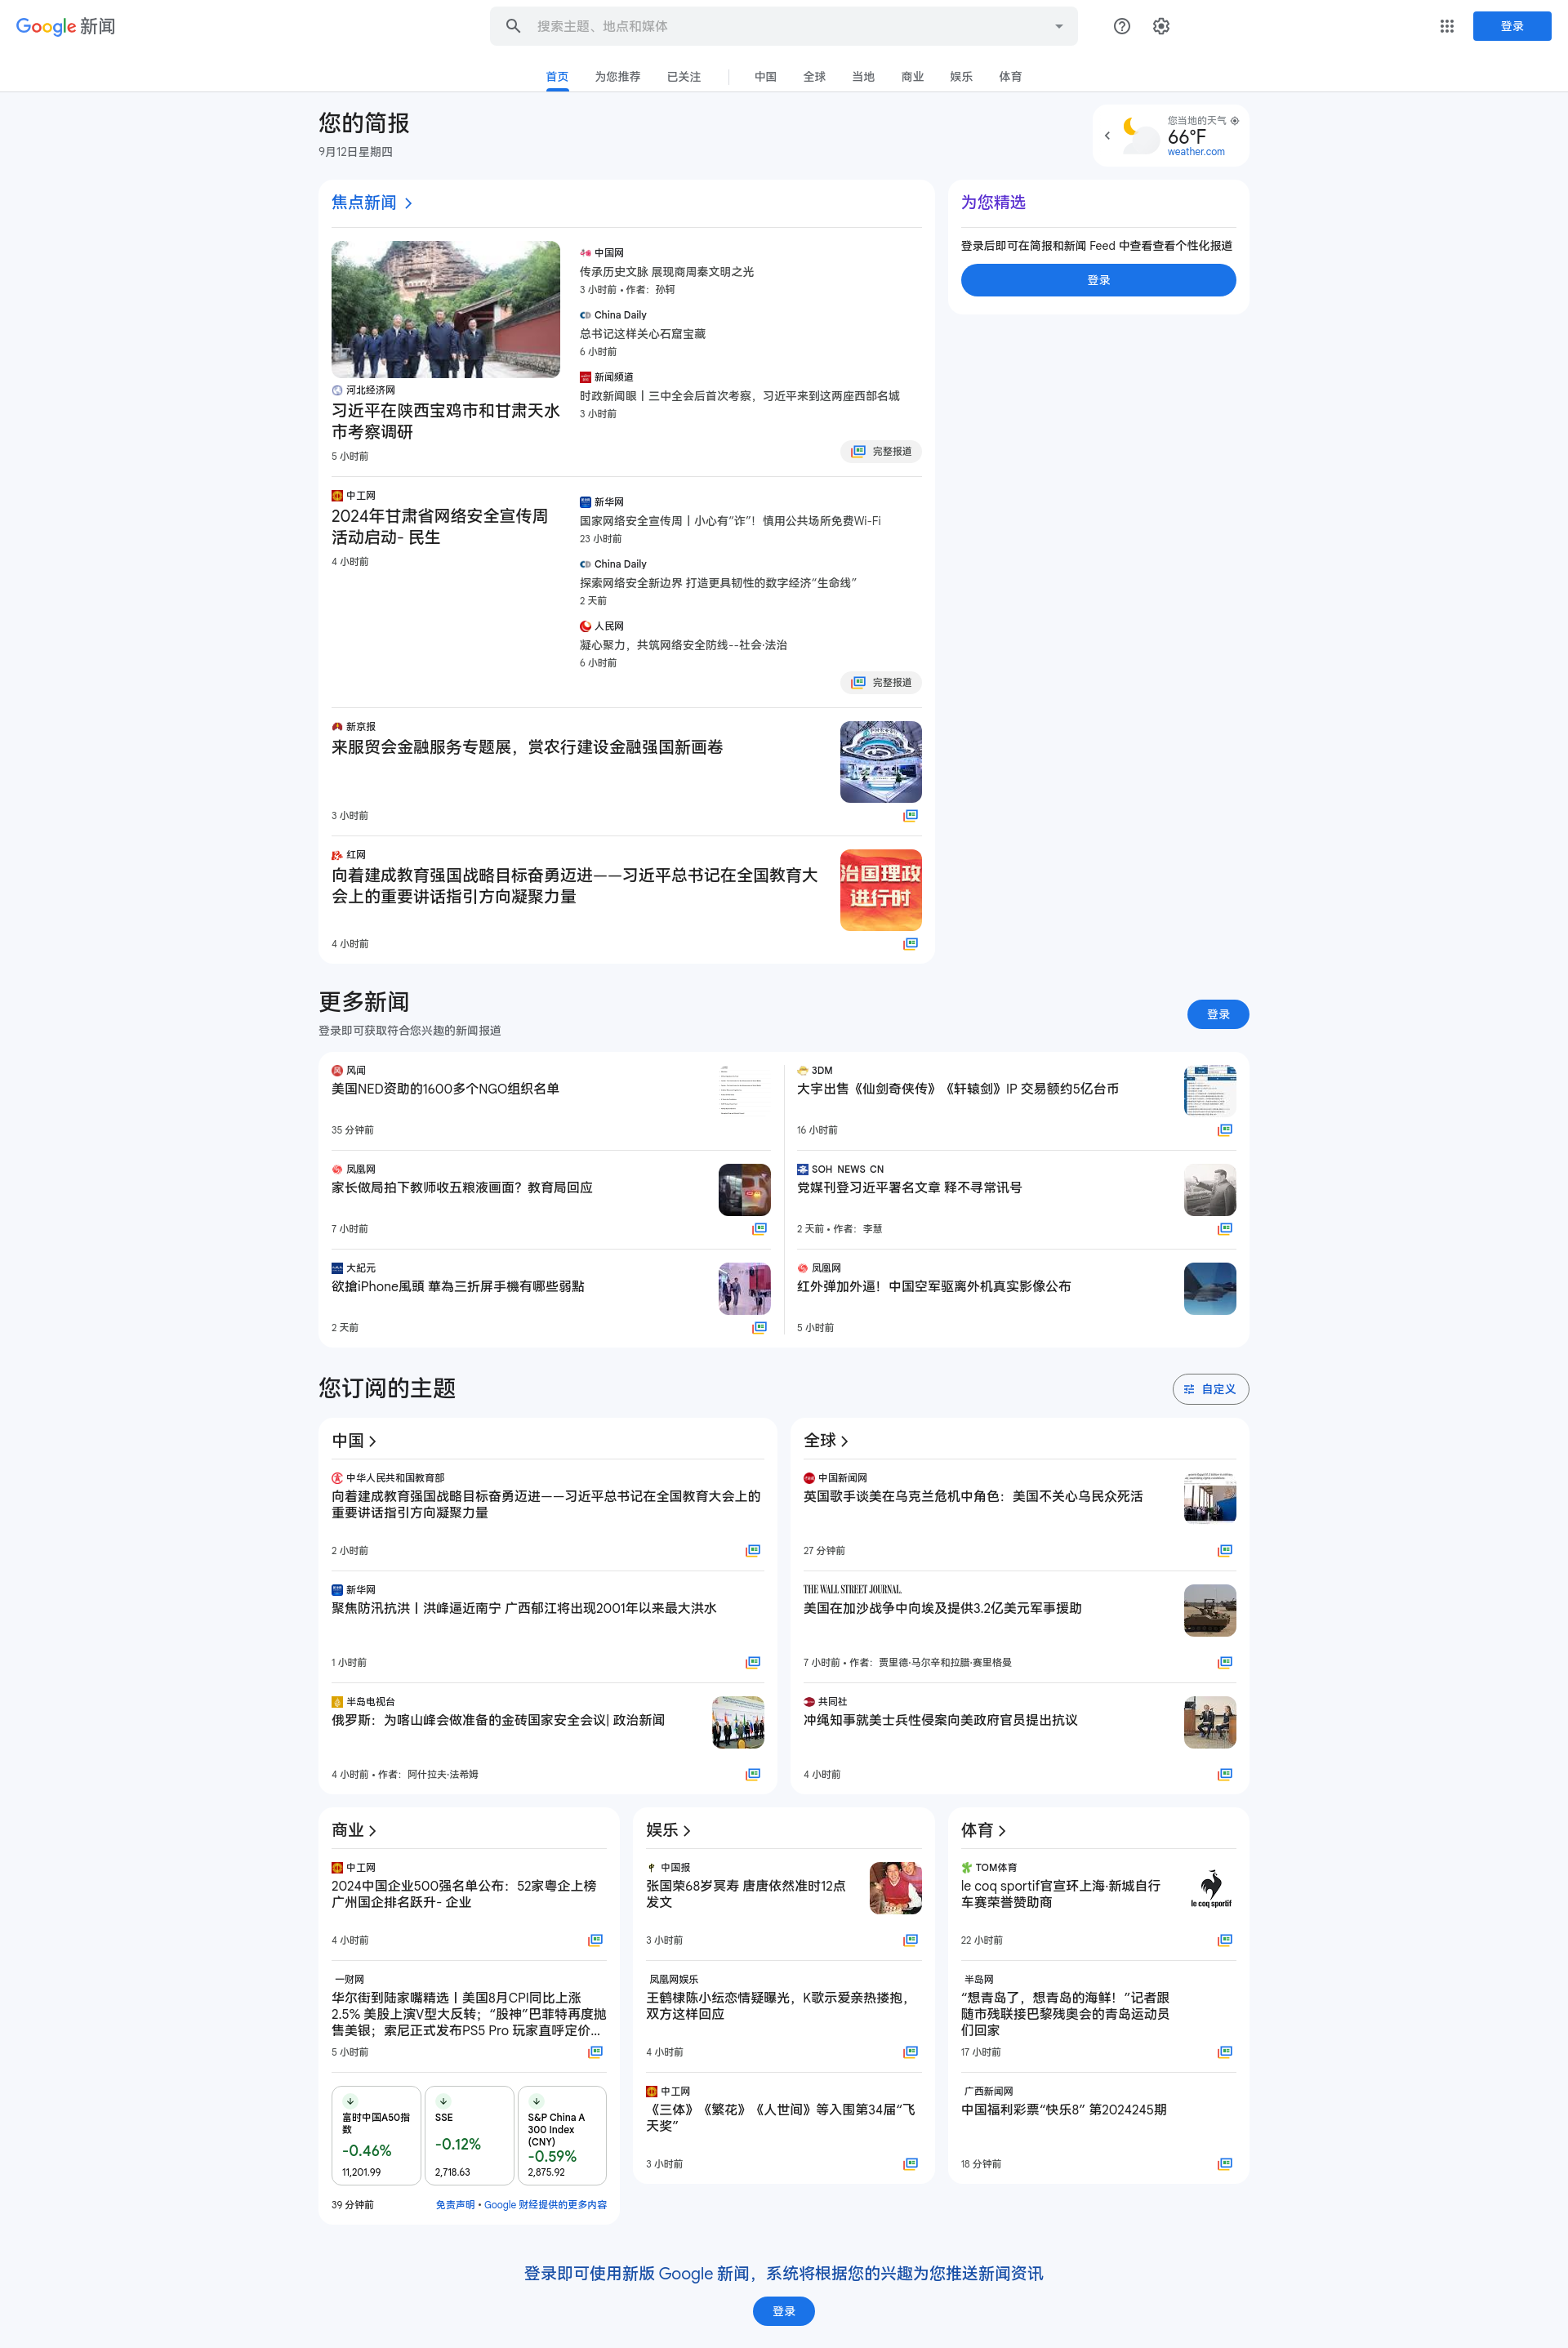 Google 新闻
搜索主题、地点和媒体
登录
首页
为您推荐
已关注
中国
全球
当地
商业
娱乐
体育
您的简报
9月12日星期四
您当地的天气
66°F
weather.com
焦点新闻
河北经济网
习近平在陕西宝鸡市和甘肃天水
市考察调研
5 小时前
中国网
传承历史文脉 展现商周秦文明之光
3 小时前 • 作者：孙轲
China Daily
总书记这样关心石窟宝藏
6 小时前
新闻頻道
时政新闻眼丨三中全会后首次考察，习近平来到这两座西部名城
3 小时前
完整报道
中工网
2024年甘肃省网络安全宣传周
活动启动- 民生
4 小时前
新华网
国家网络安全宣传周丨小心有“诈”！慎用公共场所免费Wi-Fi
23 小时前
China Daily
探索网络安全新边界 打造更具韧性的数字经济“生命线”
2 天前
人民网
凝心聚力，共筑网络安全防线--社会·法治
6 小时前
完整报道
新京报
来服贸会金融服务专题展，赏农行建设金融强国新画卷
3 小时前
红网
向着建成教育强国战略目标奋勇迈进——习近平总书记在全国教育大
会上的重要讲话指引方向凝聚力量
治国理政
进行时
4 小时前
为您精选
登录后即可在简报和新闻 Feed 中查看查看个性化报道
登录
更多新闻
登录即可获取符合您兴趣的新闻报道
登录
风闻
美国NED资助的1600多个NGO组织名单
35 分钟前
3DM
大宇出售《仙剑奇侠传》《轩辕剑》IP 交易额约5亿台币
16 小时前
凤凰网
家长做局拍下教师收五粮液画面？教育局回应
7 小时前
SOH NEWS CN
党媒刊登习近平署名文章 释不寻常讯号
2 天前 • 作者：李慧
大紀元
欲搶iPhone風頭 華為三折屏手機有哪些弱點
2 天前
凤凰网
红外弹加外逼！中国空军驱离外机真实影像公布
5 小时前
您订阅的主题
自定义
中国
中华人民共和国教育部
向着建成教育强国战略目标奋勇迈进——习近平总书记在全国教育大会上的
重要讲话指引方向凝聚力量
2 小时前
新华网
聚焦防汛抗洪丨洪峰逼近南宁 广西郁江将出现2001年以来最大洪水
1 小时前
半岛电视台
俄罗斯：为喀山峰会做准备的金砖国家安全会议| 政治新闻
4 小时前 • 作者：阿什拉夫·法希姆
全球
中国新闻网
英国歌手谈美在乌克兰危机中角色：美国不关心乌民众死活
27 分钟前
THE WALL STREET JOURNAL.
美国在加沙战争中向埃及提供3.2亿美元军事援助
7 小时前 • 作者：贾里德·马尔辛和拉腊·赛里格曼
共同社
冲绳知事就美士兵性侵案向美政府官员提出抗议
4 小时前
商业
中工网
2024中国企业500强名单公布：52家粤企上榜
广州国企排名跃升- 企业
4 小时前
一财网
华尔街到陆家嘴精选丨美国8月CPI同比上涨
2.5% 美股上演V型大反转；“股神”巴菲特再度抛
售美银；索尼正式发布PS5 Pro 玩家直呼定价...
5 小时前
富时中国A50指
数
-0.46%
11,201.99
SSE
-0.12%
2,718.63
S&P China A
300 Index
(CNY)
-0.59%
2,875.92
39 分钟前
免责声明 • Google 财经提供的更多内容
娱乐
中国报
张国荣68岁冥寿 唐唐依然准时12点
发文
3 小时前
凤凰网娱乐
王鹤棣陈小纭恋情疑曝光，K歌示爱亲热搂抱，
双方这样回应
4 小时前
中工网
《三体》《繁花》《人世间》等入围第34届“飞
天奖”
3 小时前
体育
TOM体育
le coq sportif官宣环上海·新城自行
车赛荣誉赞助商
le coq sportif
22 小时前
半岛网
“想青岛了，想青岛的海鲜！”记者跟
随市残联接巴黎残奥会的青岛运动员
们回家
17 小时前
广西新闻网
中国福利彩票“快乐8” 第2024245期
18 分钟前
登录即可使用新版 Google 新闻，系统将根据您的兴趣为您推送新闻资讯
登录